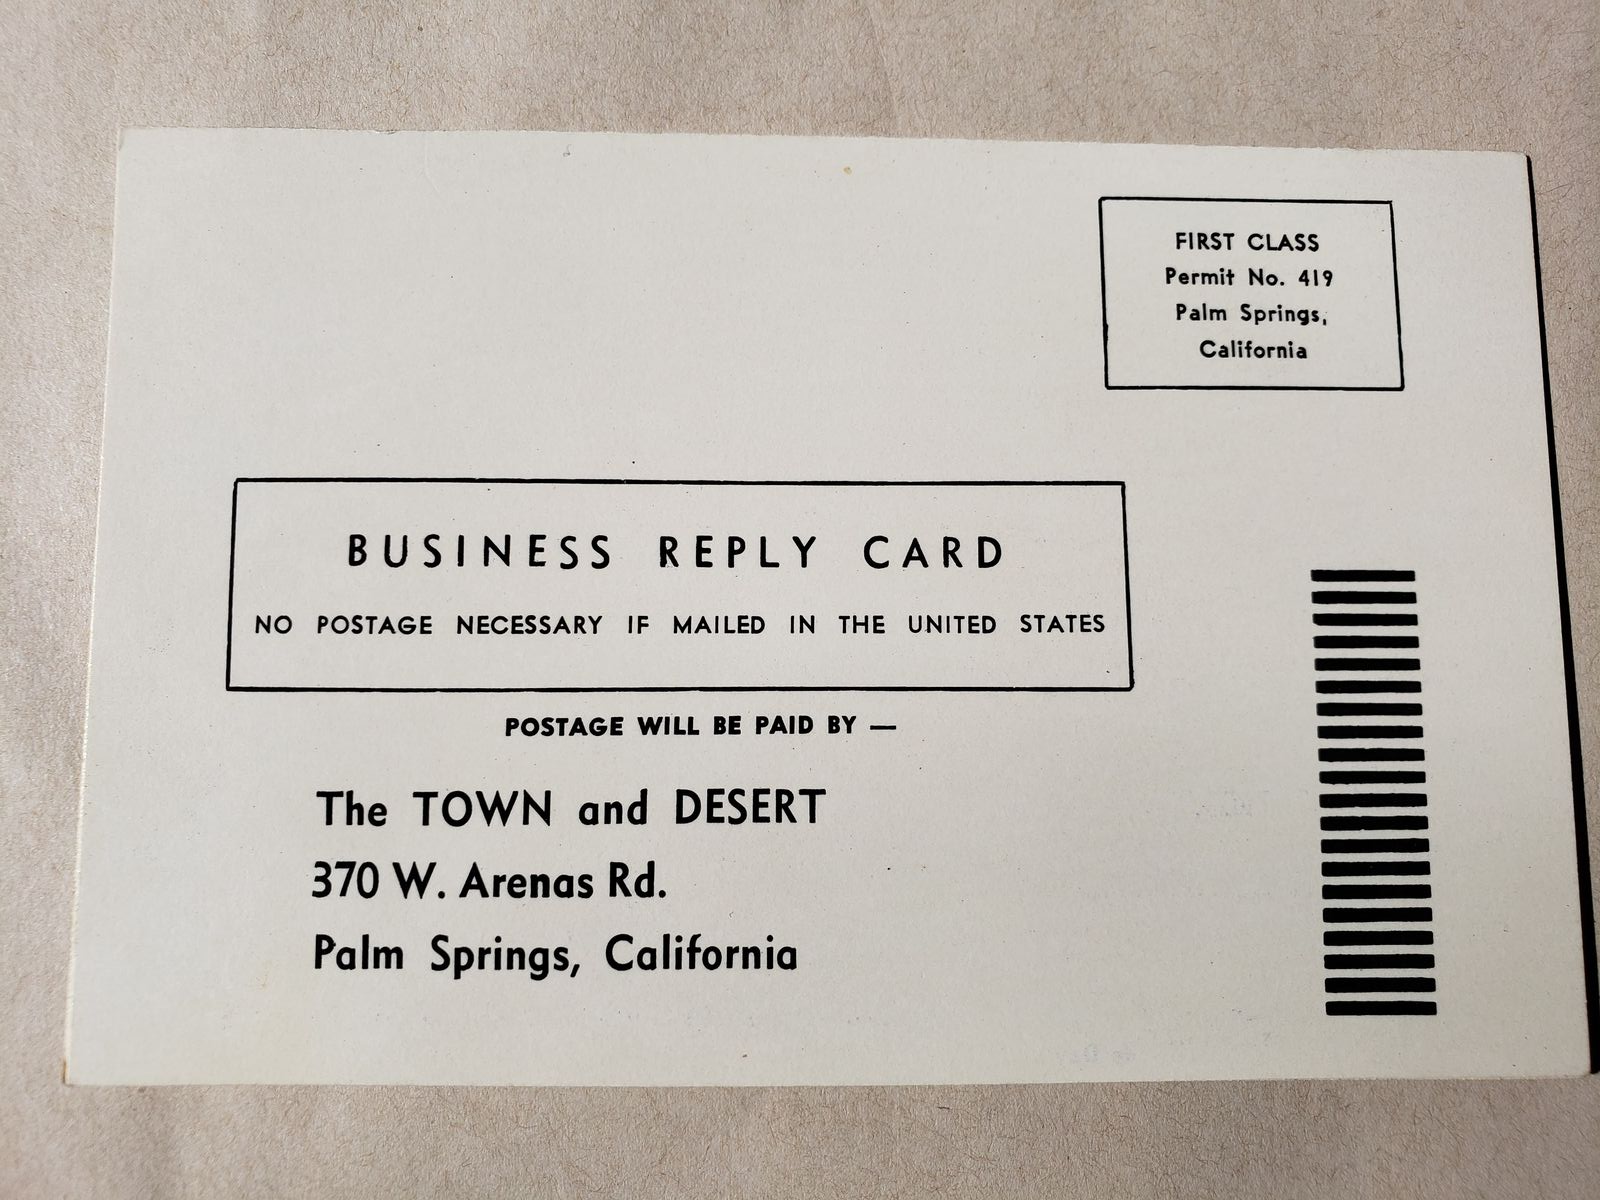 FIRST CLASS
Permit No. 419
Palm Springs,
California
BUSINESS REPLY CARD
NO POSTAGE NECESSARY IF MAILED IN THE UNITED STATES
POSTAGE WILL BE PAID BY —
The TOWN and DESERT
370 W. Arenas Rd.
Palm Springs, California